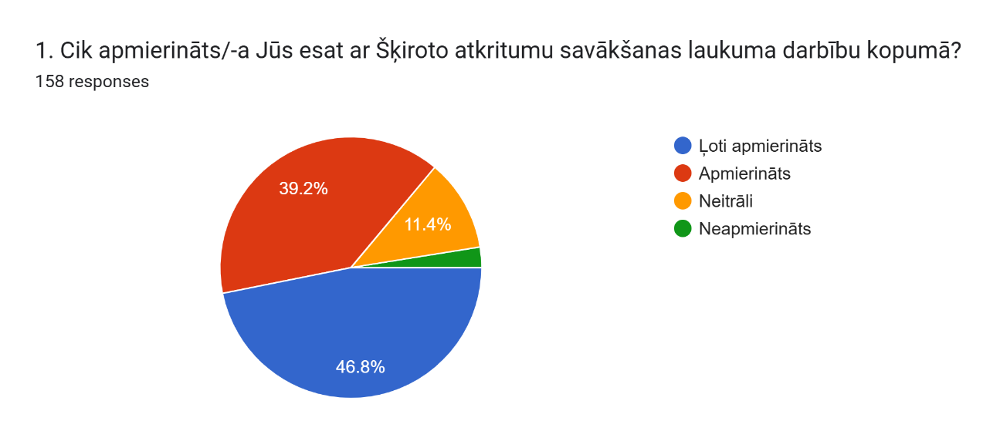 1. Cik apmierināts/-a Jūs esat ar Šķiroto atkritumu savākšanas laukuma darbību kopumā?
158 responses
Ļoti apmierināts
Apmierināts
Neitrāli
Neapmierināts
39.2%
11.4%
46.8%